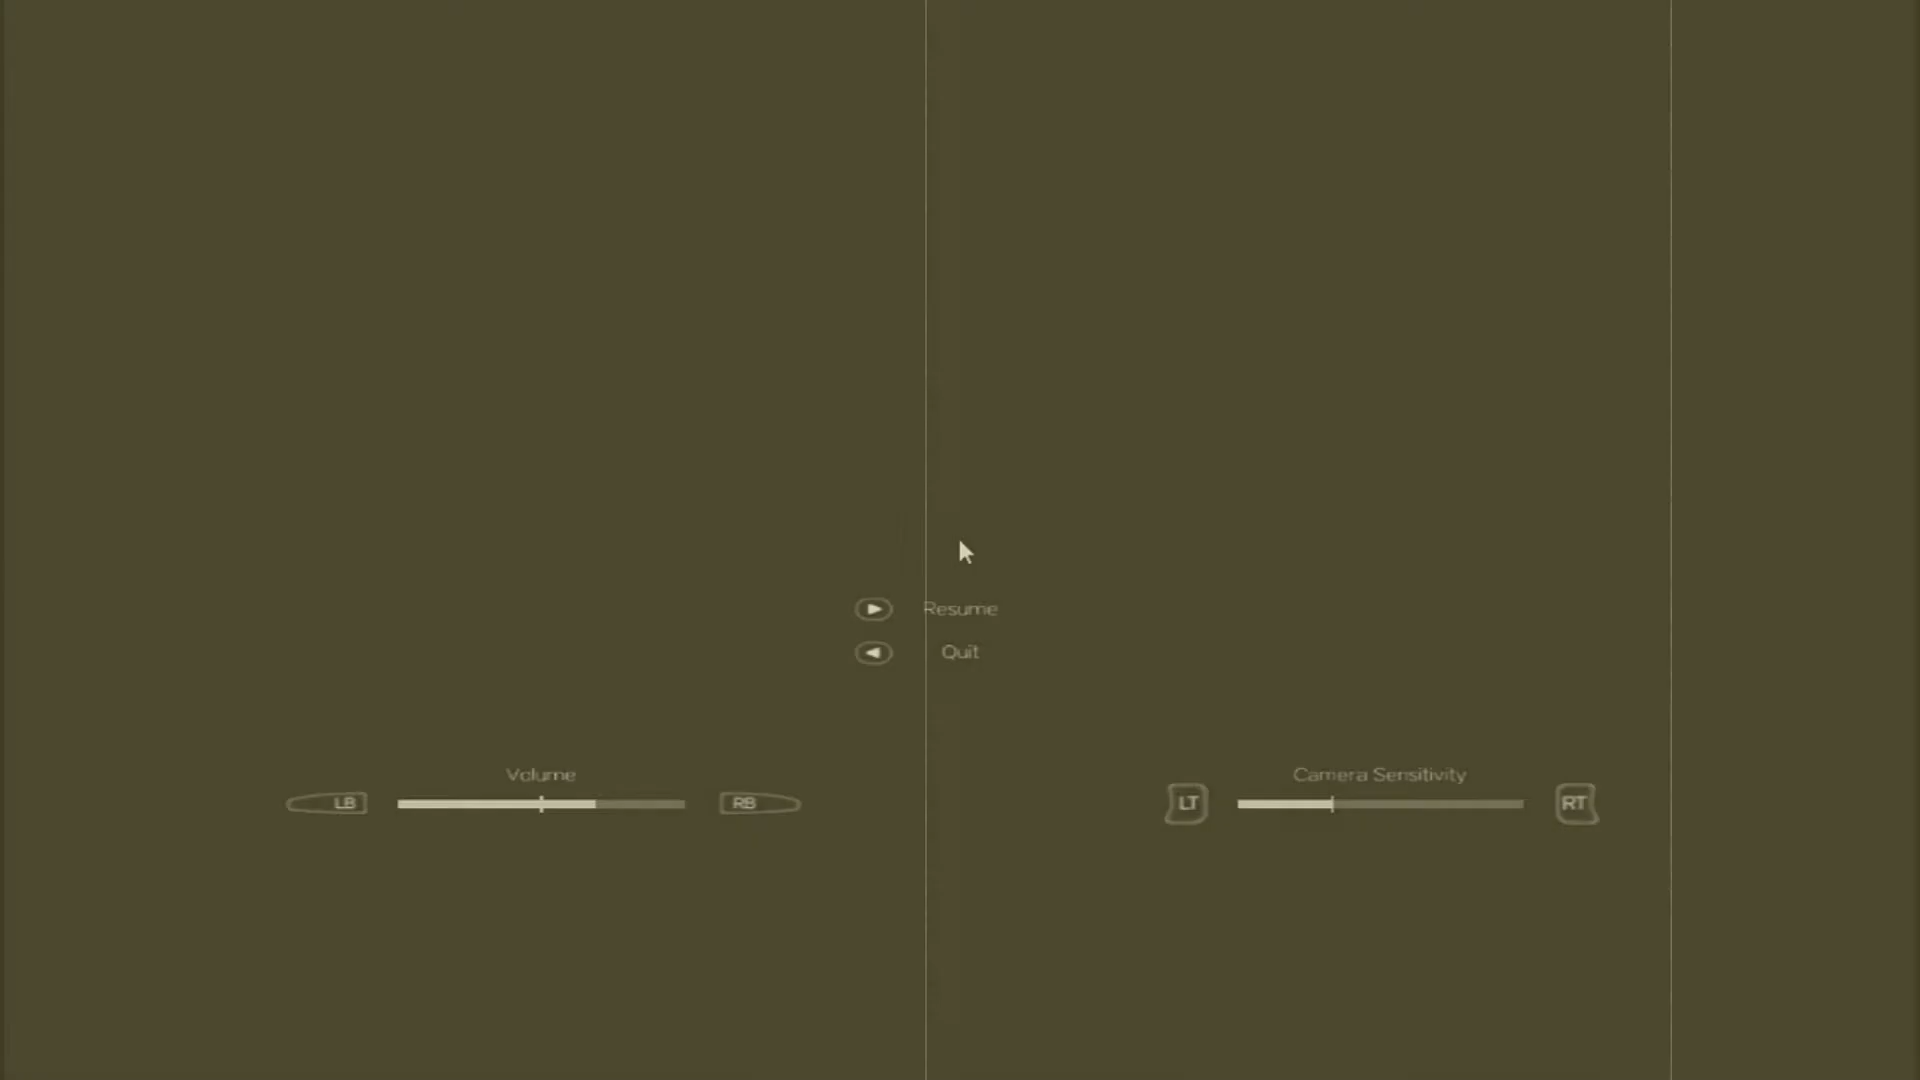 Resume
Quit
Volume
LB RB
Camera Sensitivity
LT RT